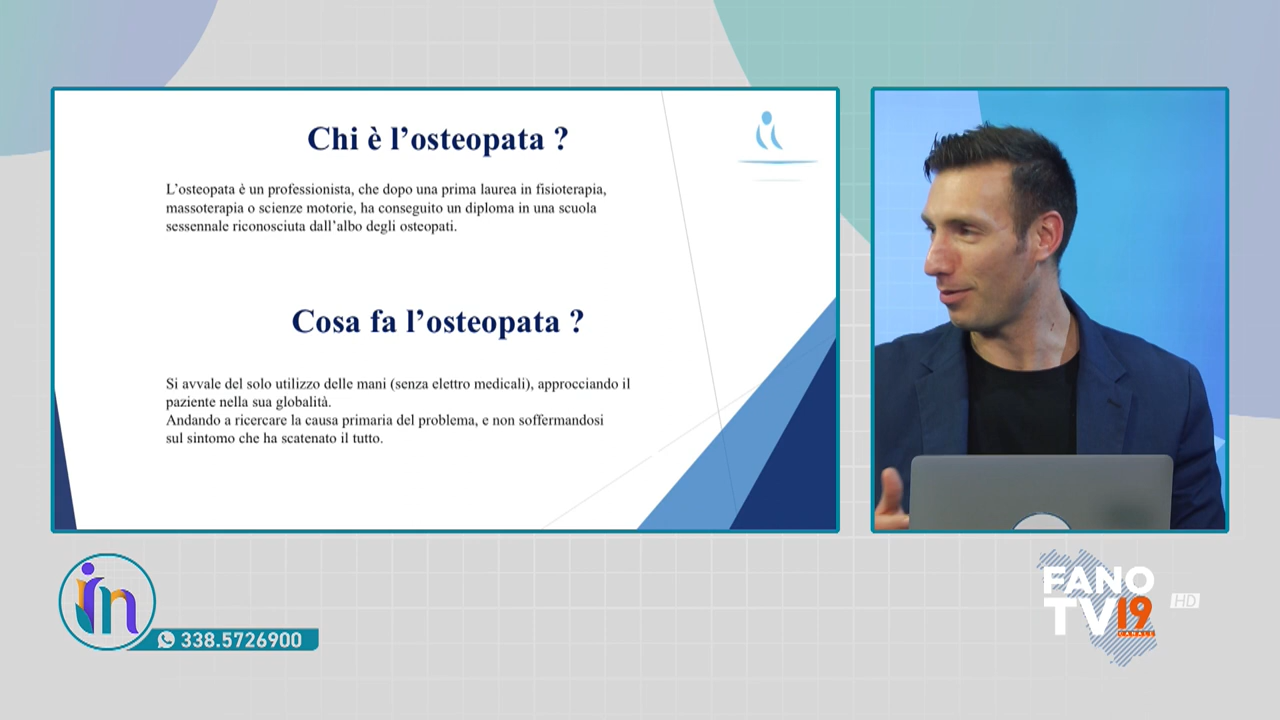 Chi è l’osteopata ?
L’osteopata è un professionista, che dopo una prima laurea in fisioterapia,
massoterapia o scienze motorie, ha conseguito un diploma in una scuola
sessennale riconosciuta dall’albo degli osteopati.
Cosa fa l’osteopata ?
Si avvale del solo utilizzo delle mani (senza elettro medicali), approcciando il
paziente nella sua globalità.
Andando a ricercare la causa primaria del problema, e non soffermandosi
sul sintomo che ha scatenato il tutto.
in
338.5726900
FANO
TV19
CANALE
HD